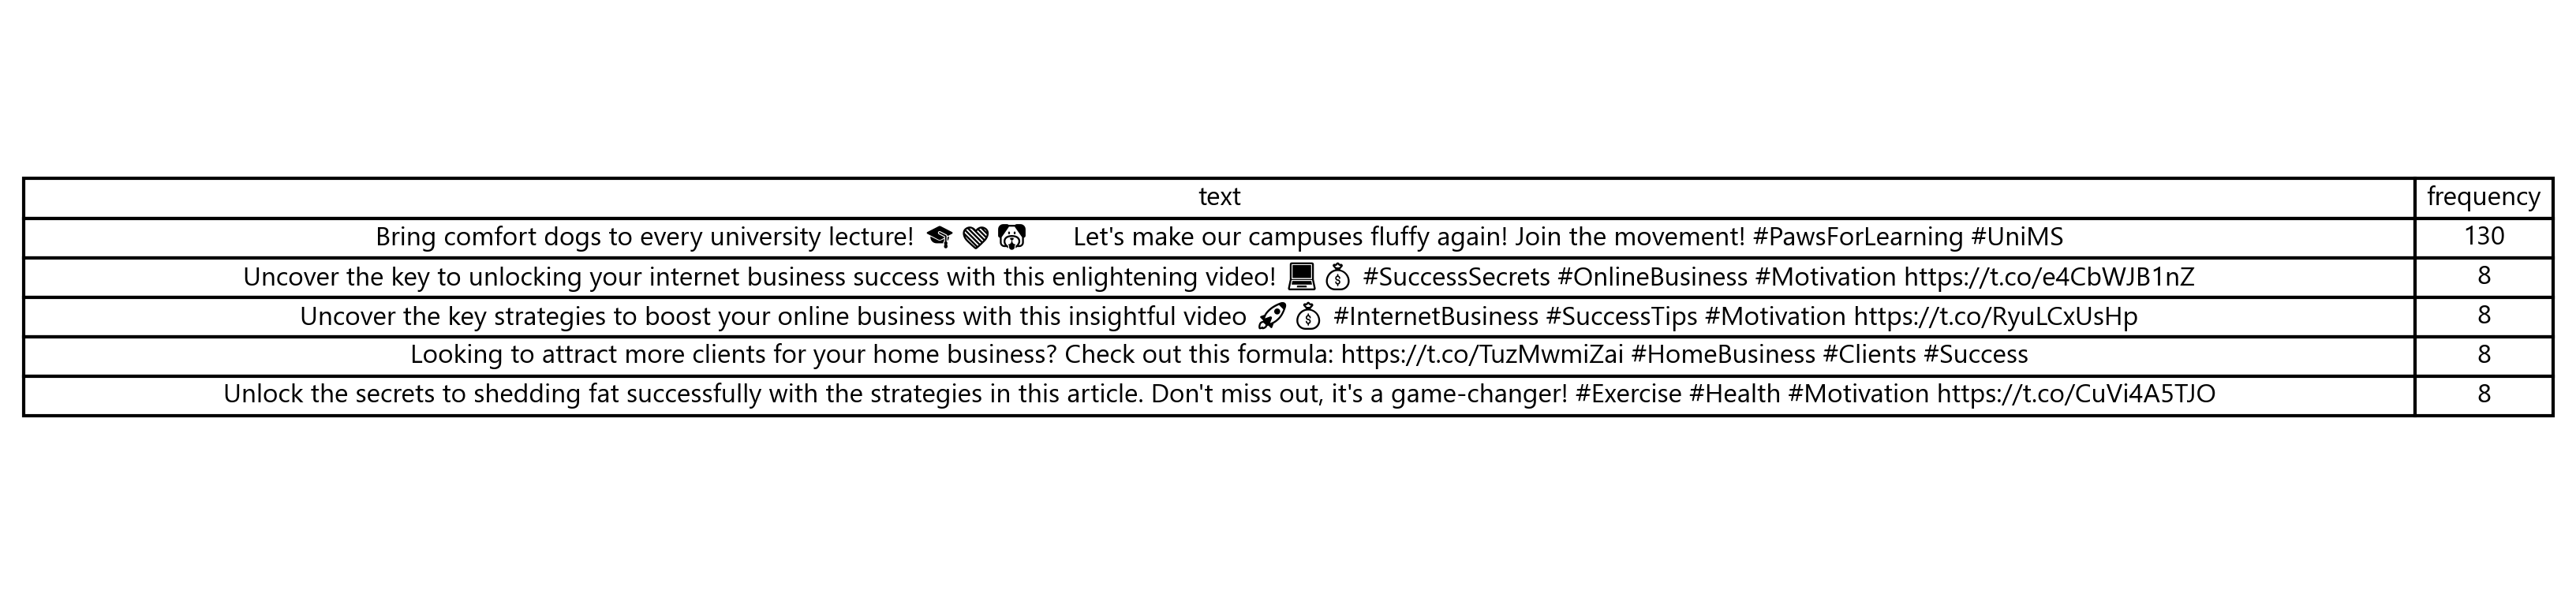 text frequency
Bring comfort dogs to every university lecture! 🎓💚🐶 Let's make our campuses fluffy again! Join the movement! #PawsForLearning #UniMS 130
Uncover the key to unlocking your internet business success with this enlightening video! 💻💰 #SuccessSecrets #OnlineBusiness #Motivation https://t.co/e4CbWJB1nZ 8
Uncover the key strategies to boost your online business with this insightful video 🚀💰 #InternetBusiness #SuccessTips #Motivation https://t.co/RyuLCxUsHp 8
Looking to attract more clients for your home business? Check out this formula: https://t.co/TuzMwmiZai #HomeBusiness #Clients #Success 8
Unlock the secrets to shedding fat successfully with the strategies in this article. Don't miss out, it's a game-changer! #Exercise #Health #Motivation https://t.co/CuVi4A5TJO 8